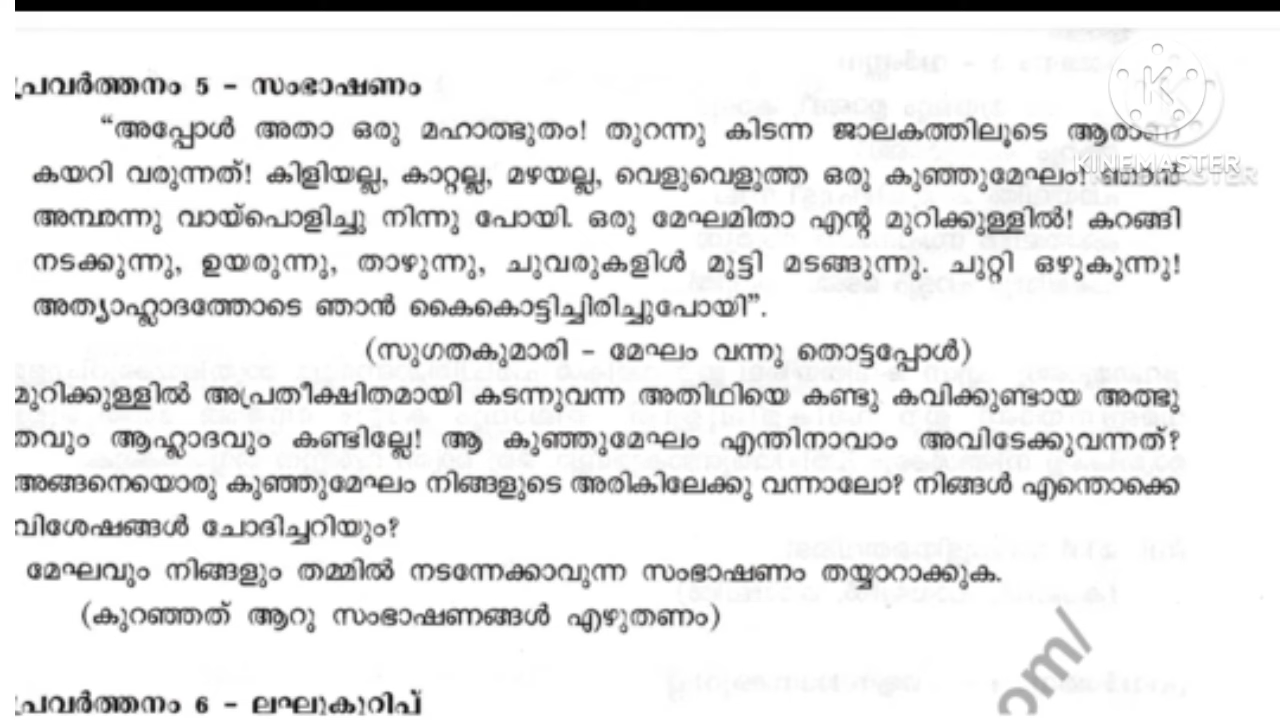 പ്രവർത്തനം 5 - സംഭാഷണം
“അപ്പോൾ അതാ ഒരു മഹാത്ഭുതം! തുറന്നു കിടന്ന ജാലകത്തിലൂടെ ആരാണ്
കയറി വരുന്നത്! കിളിയല്ല, കാറ്റല്ല, മഴയല്ല, വെളുവെളുത്ത ഒരു കുഞ്ഞുമേഘം! ഞാൻ
അമ്പരന്നു വായ്പൊളിച്ചു നിന്നു പോയി. ഒരു മേഘമിതാ എന്റ മുറിക്കുള്ളിൽ! കറങ്ങി
നടക്കുന്നു, ഉയരുന്നു, താഴുന്നു, ചുവരുകളിൾ മുട്ടി മടങ്ങുന്നു. ചുറ്റി ഒഴുകുന്നു!
അത്യാഹ്ലാദത്തോടെ ഞാൻ കൈകൊട്ടിച്ചിരിച്ചുപോയി”.
(സുഗതകുമാരി - മേഘം വന്നു തൊട്ടപ്പോൾ)
മുറിക്കുള്ളിൽ അപ്രതീക്ഷിതമായി കടന്നുവന്ന അതിഥിയെ കണ്ടു കവിക്കുണ്ടായ അത്ഭു
തവും ആഹ്ലാദവും കണ്ടില്ലേ! ആ കുഞ്ഞുമേഘം എന്തിനാവാം അവിടേക്കുവന്നത്?
അങ്ങനെയൊരു കുഞ്ഞുമേഘം നിങ്ങളുടെ അരികിലേക്കു വന്നാലോ? നിങ്ങൾ എന്തൊക്കെ
വിശേഷങ്ങൾ ചോദിച്ചറിയും?
മേഘവും നിങ്ങളും തമ്മിൽ നടന്നേക്കാവുന്ന സംഭാഷണം തയ്യാറാക്കുക.
(കുറഞ്ഞത് ആറു സംഭാഷണങ്ങൾ എഴുതണം)
പ്രവർത്തനം 6 - ലഘുകുറിപ്
KINEMASTER
om/